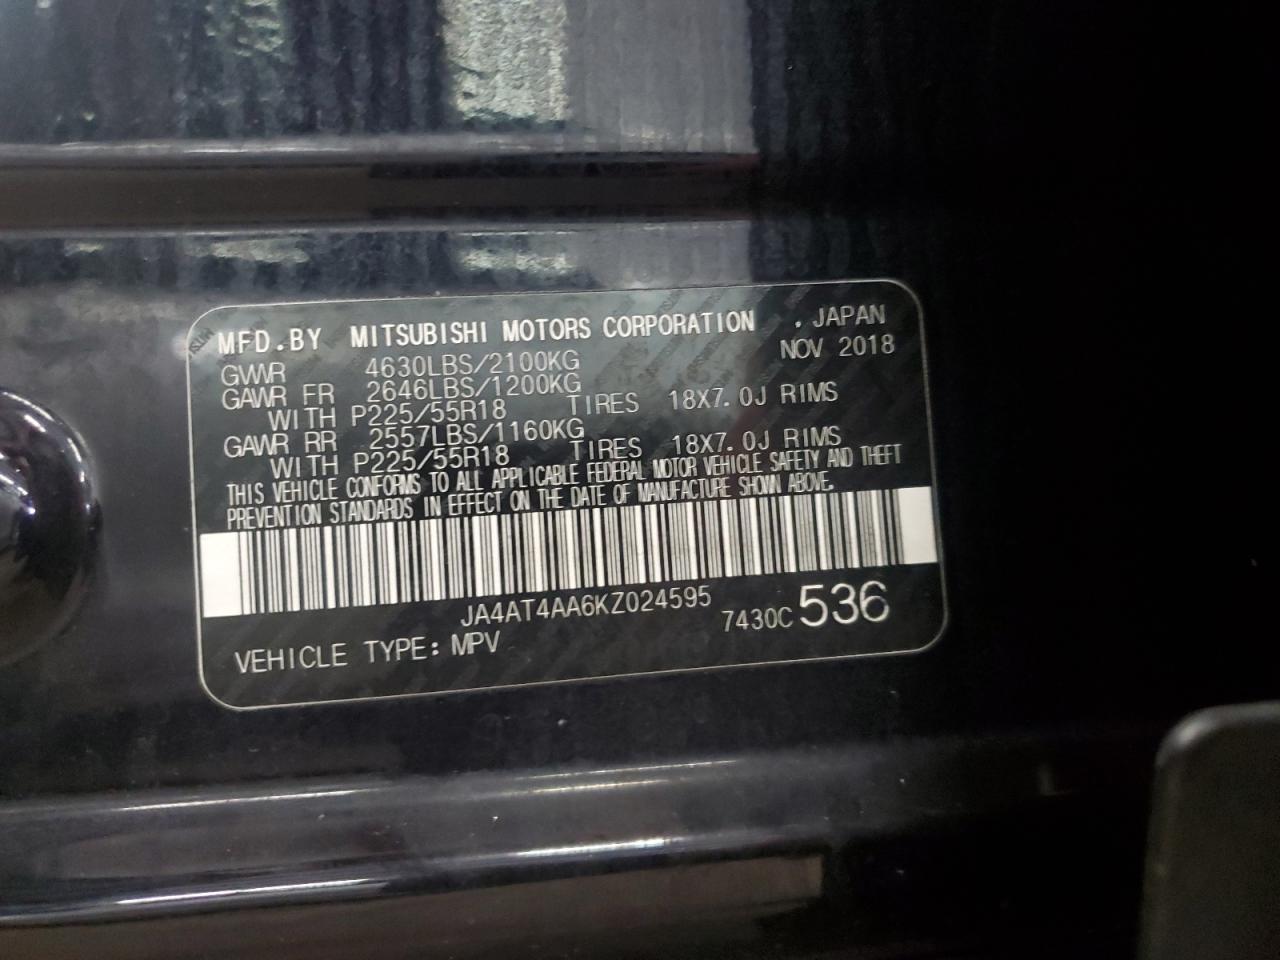 MFD.BY MITSUBISHI MOTORS CORPORATION , JAPAN
GVWR 4630LBS/2100KG NOV 2018
GAWR FR 2646LBS/1200KG
WITH P225/55R18 TIRES 18X7.0J RIMS
GAWR RR 2557LBS/1160KG
WITH P225/55R18 TIRES 18X7.0J RIMS
THIS VEHICLE CONFORMS TO ALL APPLICABLE FEDERAL MOTOR VEHICLE SAFETY AND THEFT
PREVENTION STANDARDS IN EFFECT ON THE DATE OF MANUFACTURE SHOWN ABOVE.
JA4AT4AA6KZ024595
7430C 536
VEHICLE TYPE: MPV